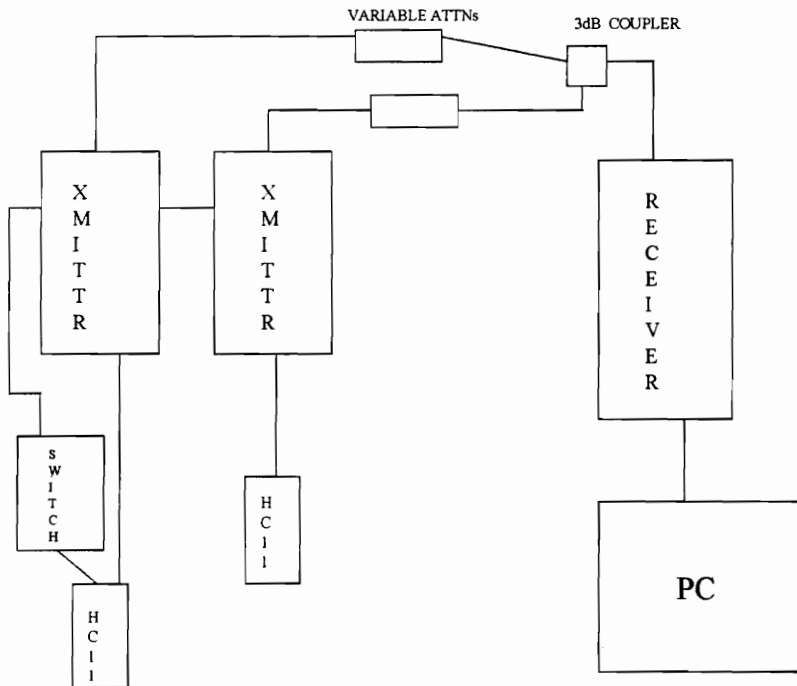 VARIABLE ATTNs
3dB COUPLER
XMITTR
XMITTR
RECEIVER
SWITCH
HC11
HC11
PC